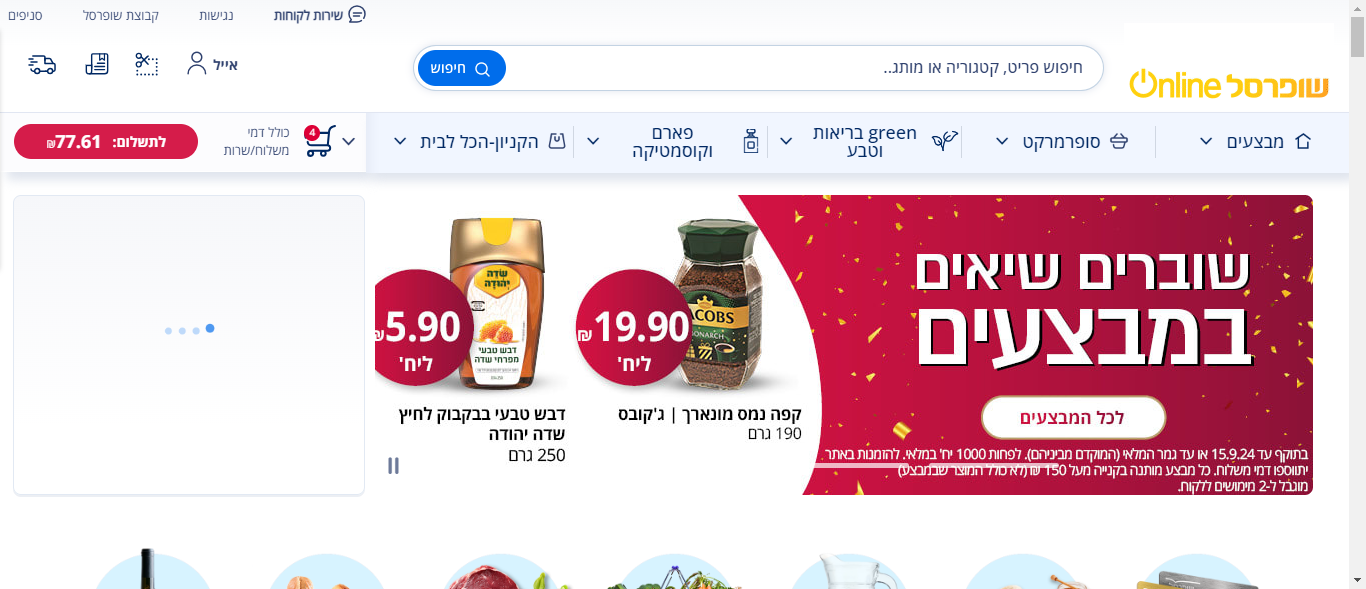 שירות לקוחות
נגישות
קבוצת שופרסל
סניפים
שופרסל Online
חיפוש פריט, קטגוריה או מותג..
חיפוש
אייל
מבצעים
סופרמרקט
green בריאות
וטבע
פארם
וקוסמטיקה
הקניון-הכל לבית
4
כולל דמי
משלוח/שרות
לתשלום: 77.61₪
שוברים שיאים
במבצעים
לכל המבצעים
בתוקף עד 15.9.24 או עד גמר המלאי (המוקדם מביניהם). לפחות 1000 יח' במלאי. להזמנות באתר
יתווספו דמי משלוח. כל מבצע מותנה בקנייה מעל 150 ₪ (לא כולל המוצר שבמבצע)
מוגבל ל-2 מימושים ללקוח.
JACOBS
MONARCH
19.90₪
ליח'
קפה נמס מונארך | ג'קובס
190 גרם
שדה
יהודה
דבש טבעי
מפרחי שדה
5.90₪
ליח'
דבש טבעי בבקבוק לחיץ
שדה יהודה
250 גרם